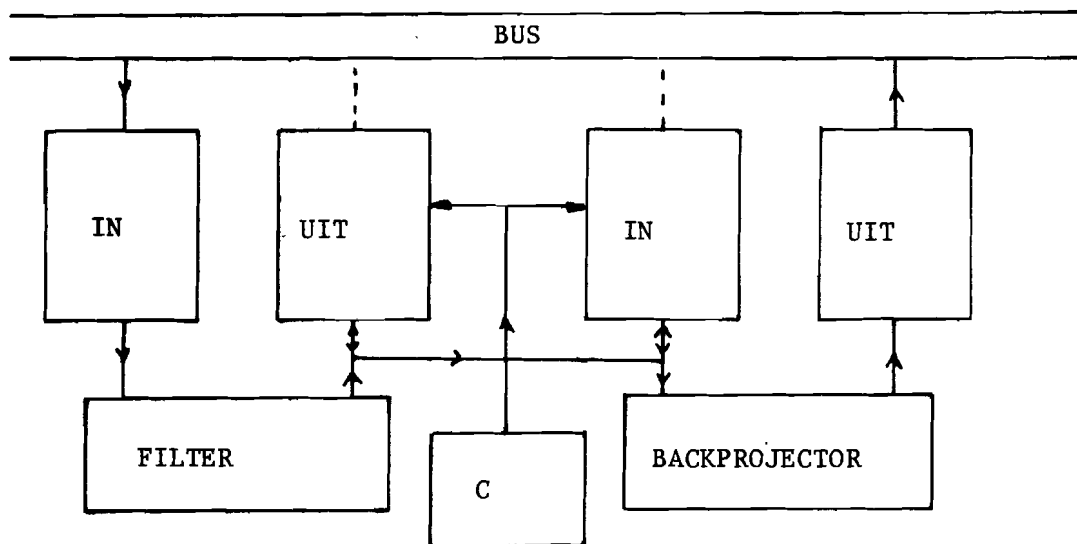 BUS
IN
UIT
IN
UIT
FILTER
C
BACKPROJECTOR